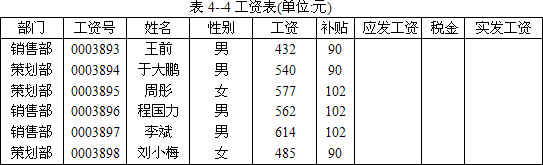 表 4--4 工资表(单位:元)
部门 工资号 姓名 性别 工资 补贴 应发工资 税金 实发工资
销售部 0003893 王前 男 432 90
策划部 0003894 于大鹏 男 540 90
策划部 0003895 周彤 女 577 102
销售部 0003896 程国力 男 562 102
销售部 0003897 李斌 男 614 102
策划部 0003898 刘小梅 女 485 90